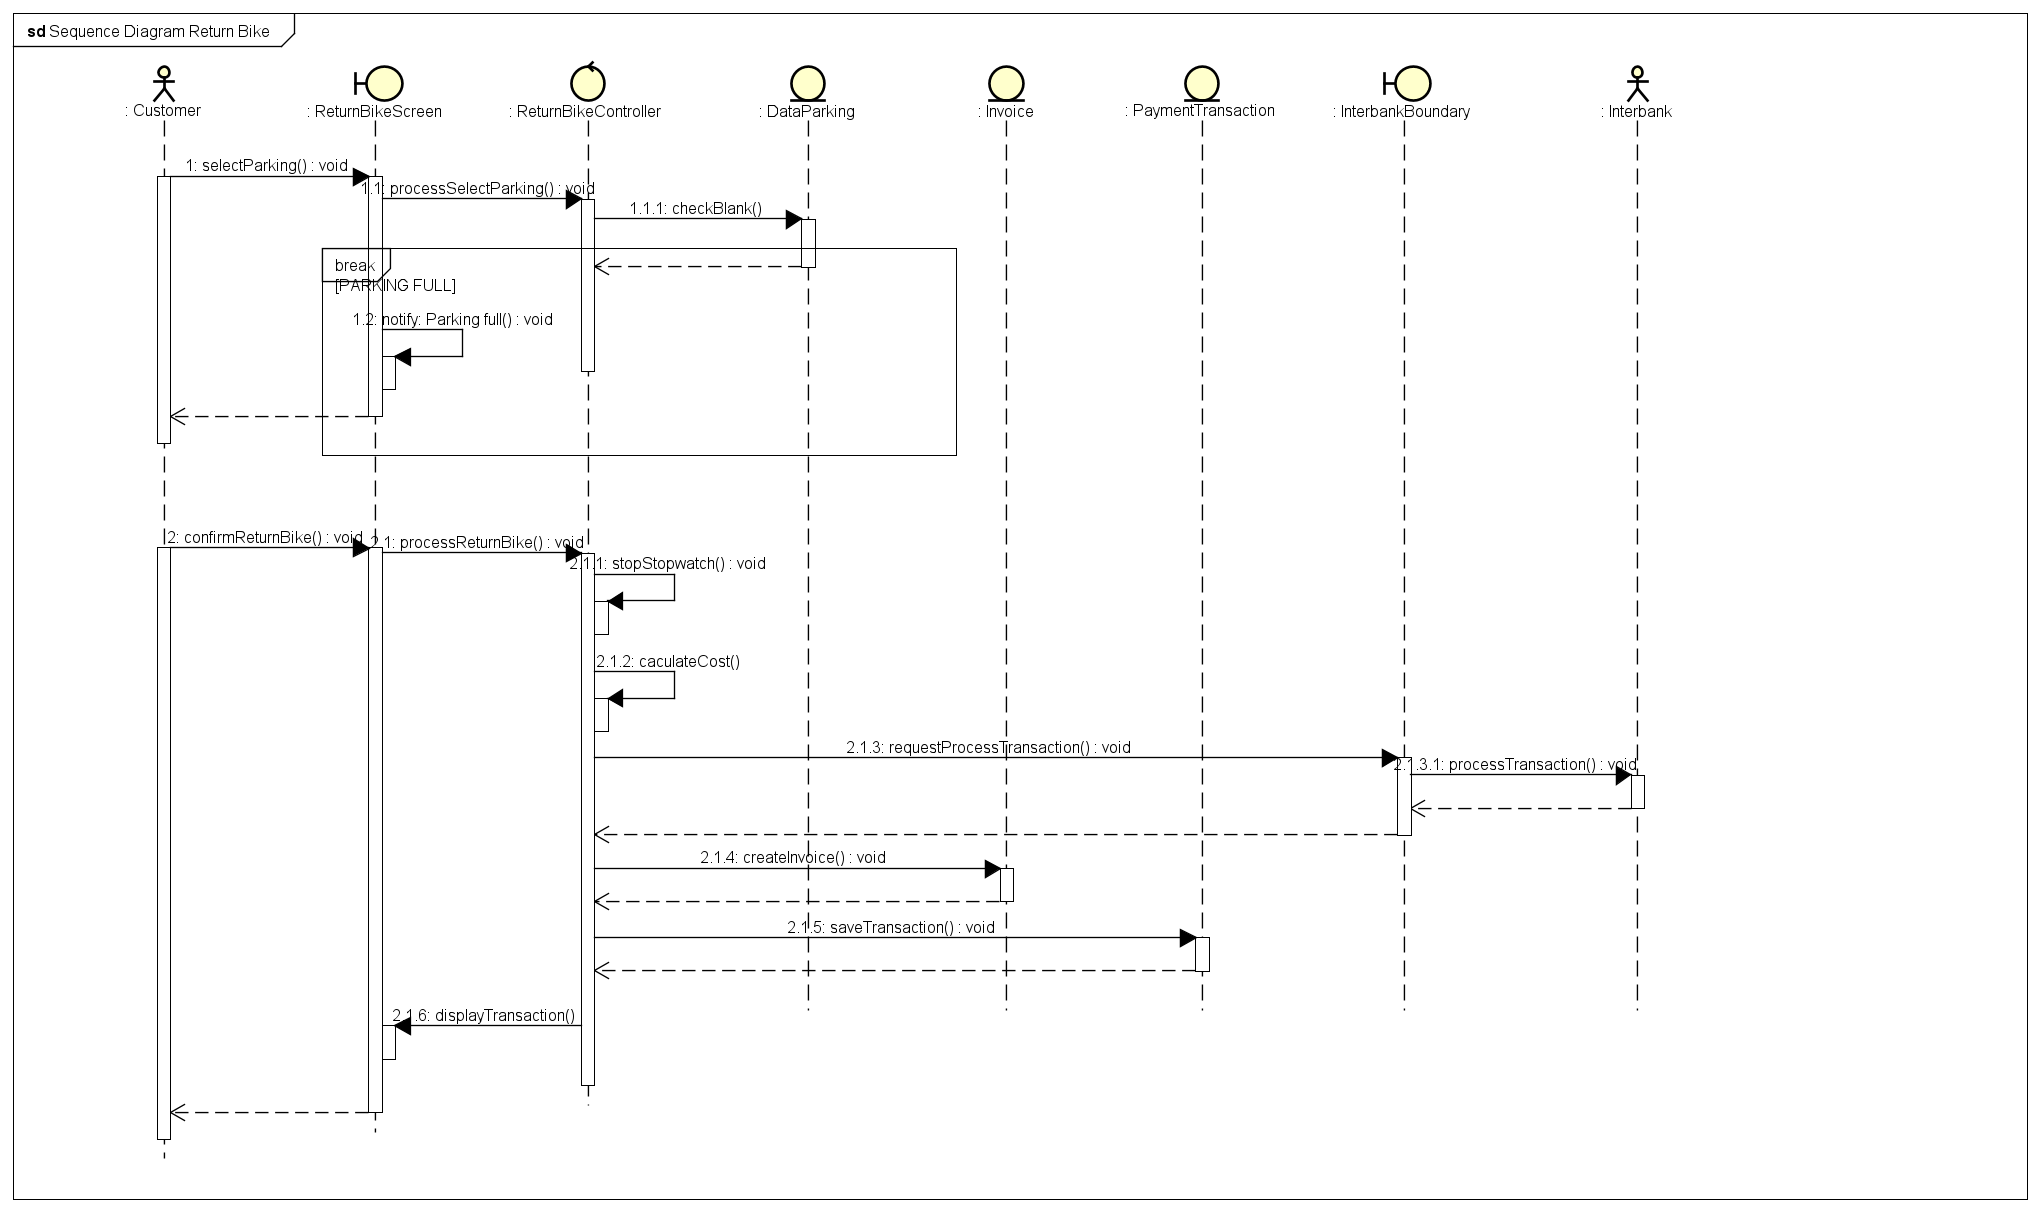 sd Sequence Diagram Return Bike
: Customer
: ReturnBikeScreen
: ReturnBikeController
: DataParking
: Invoice
: PaymentTransaction
: InterbankBoundary
: Interbank
1: selectParking() : void
1.1: processSelectParking() : void
1.1.1: checkBlank()
break
[PARKING FULL]
1.2: notify: Parking full() : void
2: confirmReturnBike() : void
2.1: processReturnBike() : void
2.1.1: stopStopwatch() : void
2.1.2: caculateCost()
2.1.3: requestProcessTransaction() : void
2.1.3.1: processTransaction() : void
2.1.4: createInvoice() : void
2.1.5: saveTransaction() : void
2.1.6: displayTransaction()